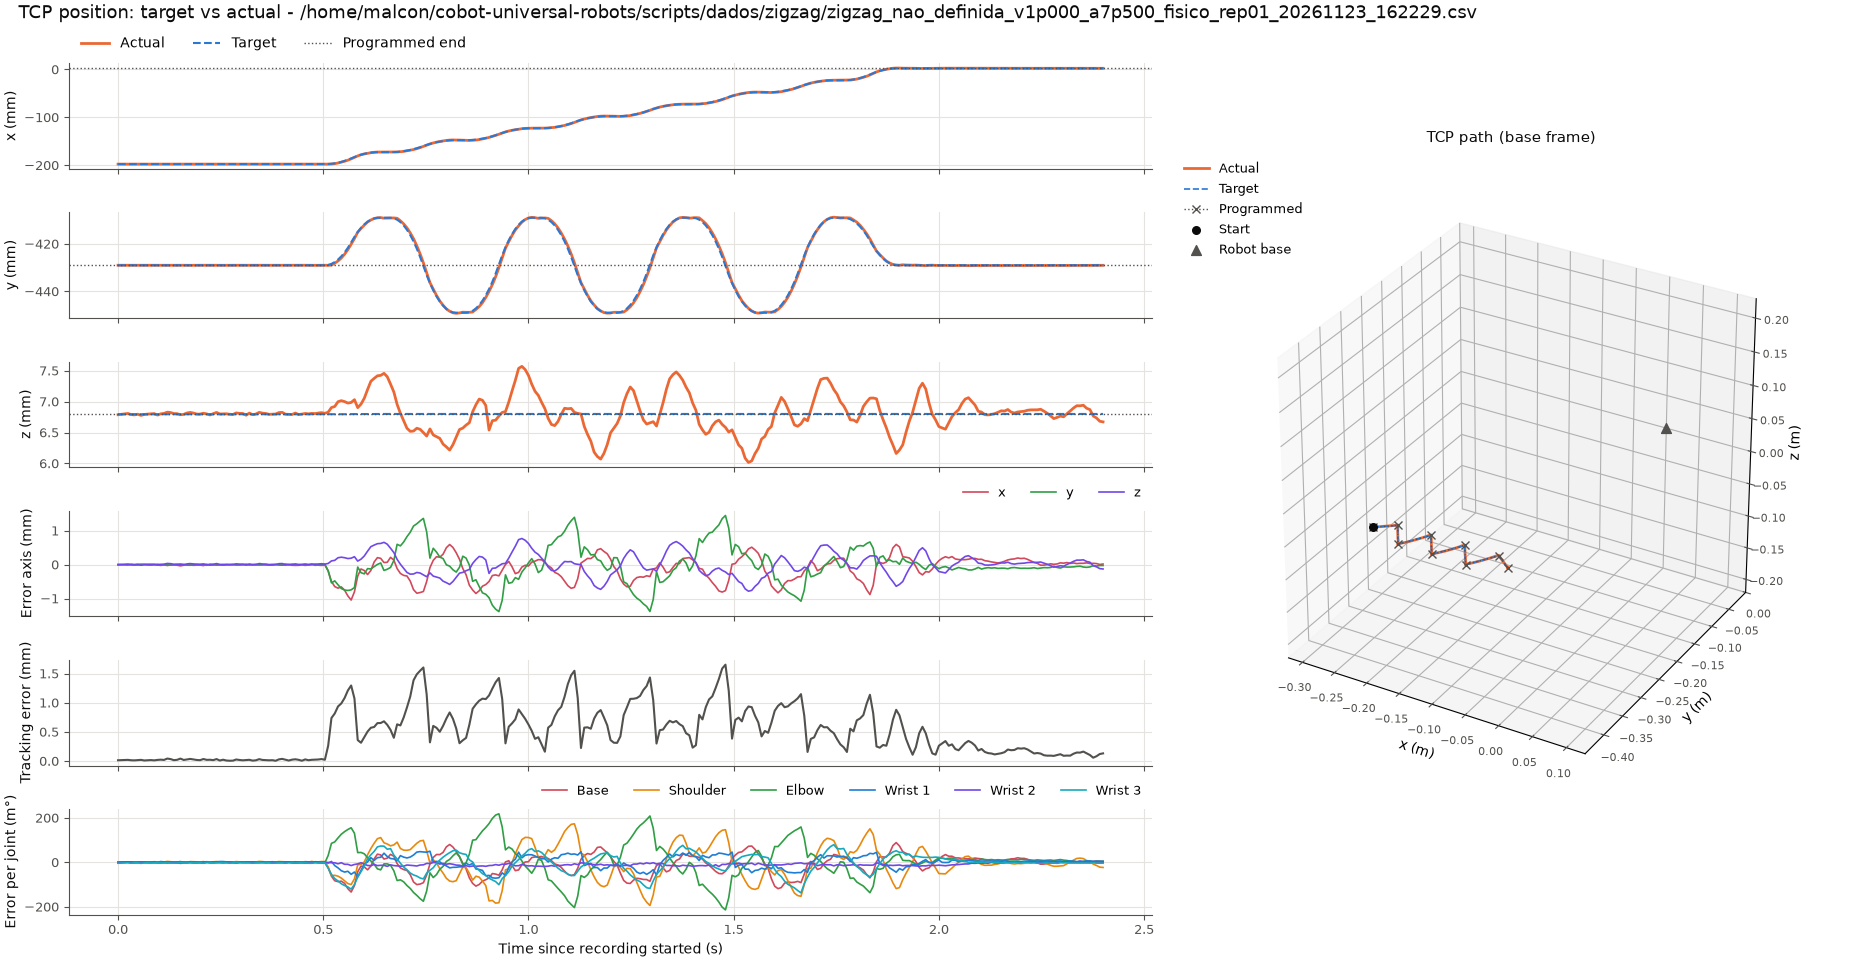 TCP position: target vs actual - /home/malcon/cobot-universal-robots/scripts/dados/zigzag/zigzag_nao_definida_v1p000_a7p500_fisico_rep01_20261123_162229.csv
Actual Target Programmed end
x (mm)
0
−100
−200
y (mm)
−420
−440
z (mm)
7.5
7.0
6.5
6.0
x y z
Error axis (mm)
1
0
−1
Tracking error (mm)
1.5
1.0
0.5
0.0
Base Shoulder Elbow Wrist 1 Wrist 2 Wrist 3
Error per joint (m°)
200
0
−200
0.0 0.5 1.0 1.5 2.0 2.5
Time since recording started (s)
TCP path (base frame)
Actual
Target
Programmed
Start
Robot base
0.20
0.15
0.10
0.05
0.00
−0.05
−0.10
−0.15
−0.20
z (m)
0.00
−0.05
−0.10
−0.15
−0.20
−0.25
−0.30
−0.35
−0.40
y (m)
−0.30
−0.25
−0.20
−0.15
−0.10
−0.05
0.00
0.05
0.10
x (m)